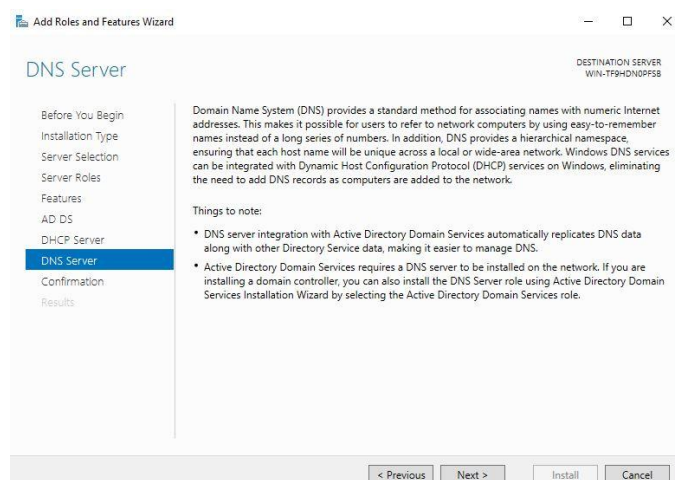 Add Roles and Features Wizard
DNS Server
DESTINATION SERVER
WIN-TF9HDN0PFSB
Before You Begin
Installation Type
Server Selection
Server Roles
Features
AD DS
DHCP Server
DNS Server
Confirmation
Results
Domain Name System (DNS) provides a standard method for associating names with numeric Internet
addresses. This makes it possible for users to refer to network computers by using easy-to-remember
names instead of a long series of numbers. In addition, DNS provides a hierarchical namespace,
ensuring that each host name will be unique across a local or wide-area network. Windows DNS services
can be integrated with Dynamic Host Configuration Protocol (DHCP) services on Windows, eliminating
the need to add DNS records as computers are added to the network.
Things to note:
• DNS server integration with Active Directory Domain Services automatically replicates DNS data
along with other Directory Service data, making it easier to manage DNS.
• Active Directory Domain Services requires a DNS server to be installed on the network. If you are
installing a domain controller, you can also install the DNS Server role using Active Directory Domain
Services Installation Wizard by selecting the Active Directory Domain Services role.
< Previous
Next >
Install
Cancel